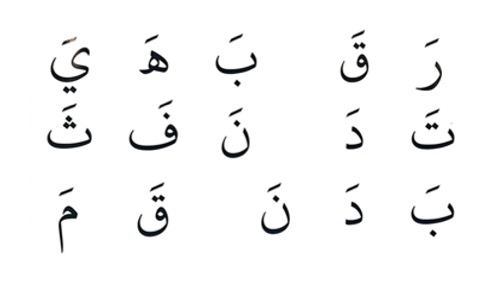 رَ قَ بَ هَ يَ
تَ دَ نَ فَ ثَ
بَ دَ نَ قَ مَ